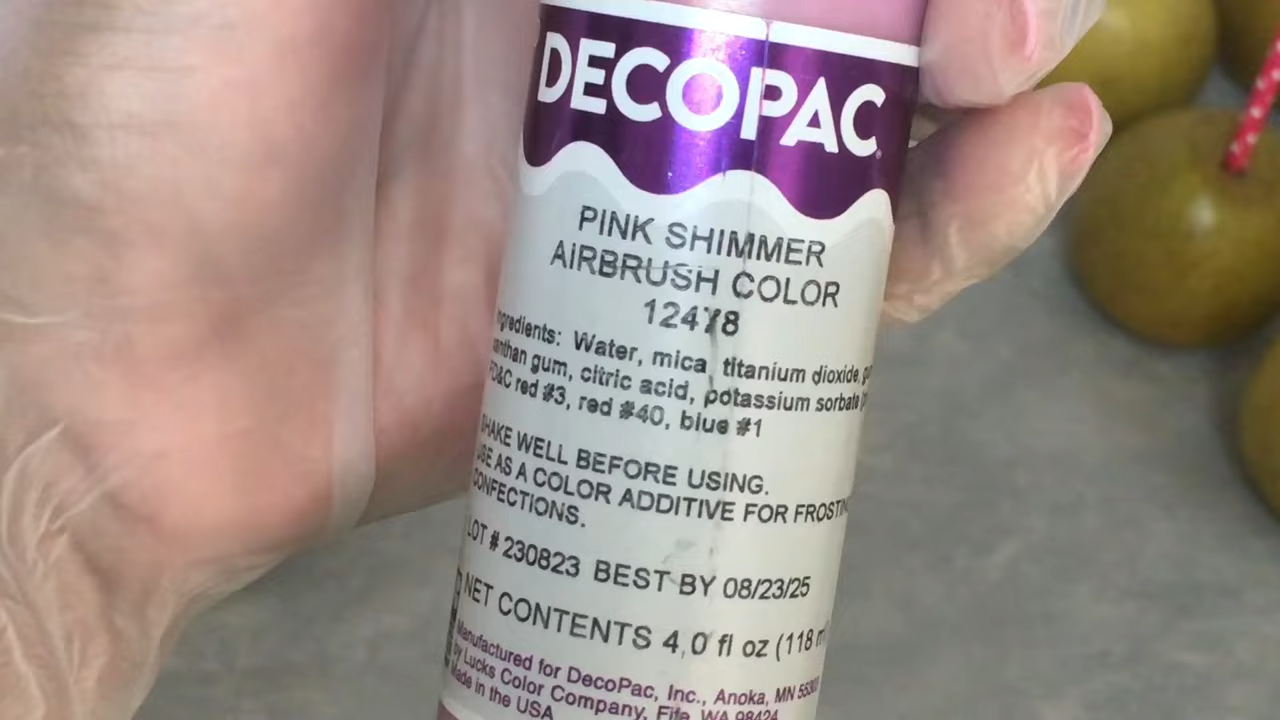 DECOPAC
PINK SHIMMER
AIRBRUSH COLOR
12478
Ingredients: Water, mica, titanium dioxide,
xanthan gum, citric acid, potassium sorbate
FD&C red #3, red #40, blue #1
SHAKE WELL BEFORE USING.
USE AS A COLOR ADDITIVE FOR FROSTIN
CONFECTIONS.
LOT # 230823 BEST BY 08/23/25
NET CONTENTS 4.0 fl oz (118 m
Manufactured for DecoPac, Inc., Anoka, MN
by Lucks Color Company, Fife, WA 98424
Made in the USA